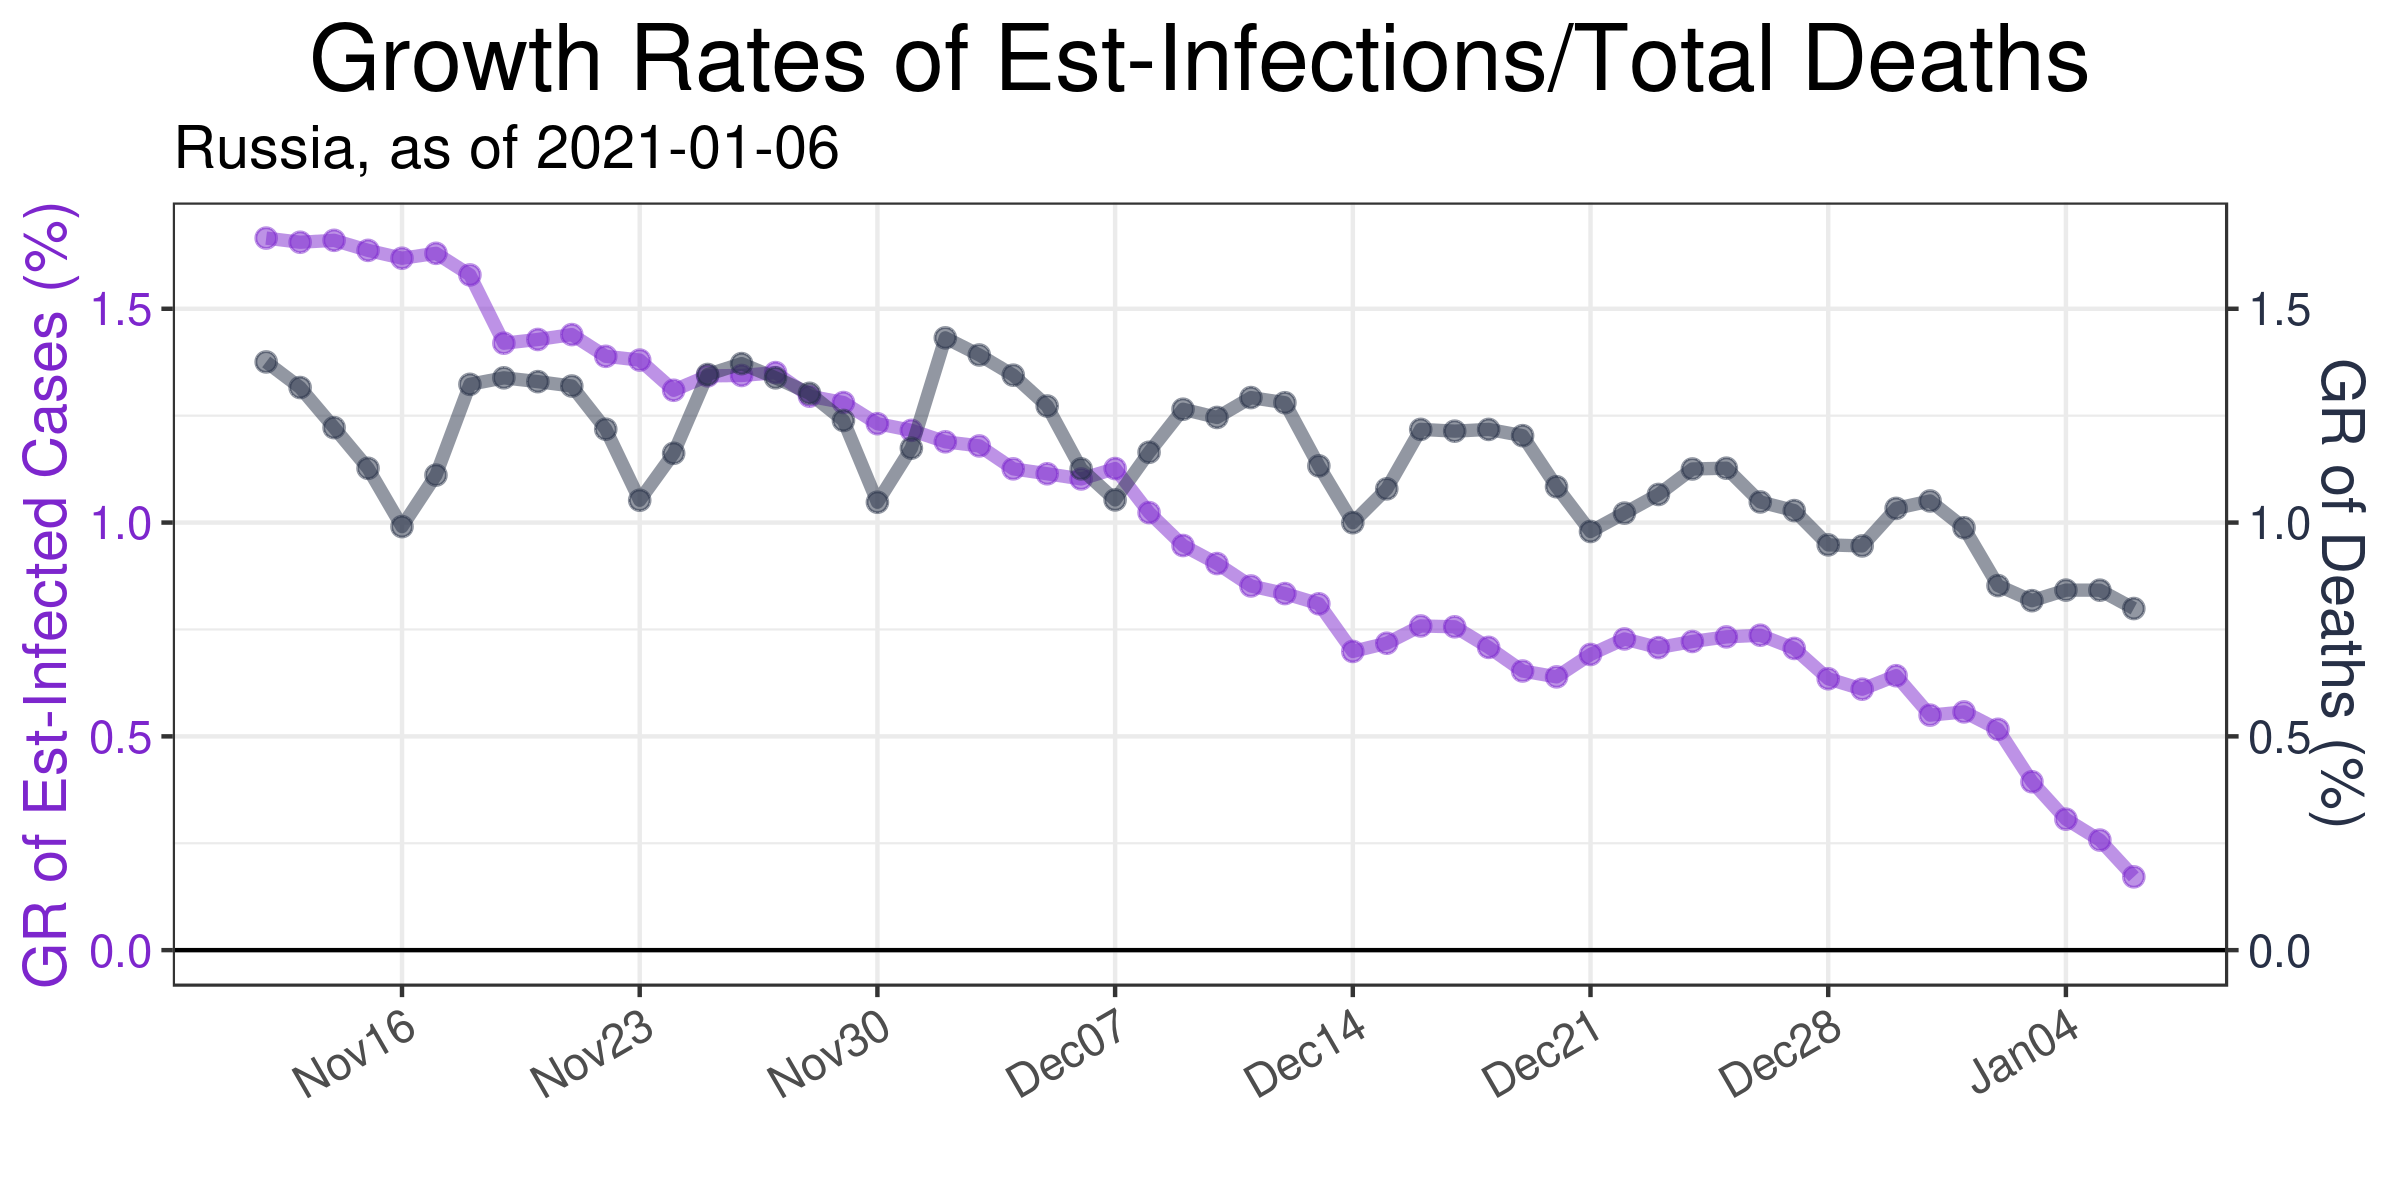 Growth Rates of Est-Infections/Total Deaths
Russia, as of 2021-01-06
GR of Est-Infected Cases (%)
1.5
1.0
0.5
0.0
1.5
1.0
0.5
0.0
GR of Deaths (%)
Nov16
Nov23
Nov30
Dec07
Dec14
Dec21
Dec28
Jan04